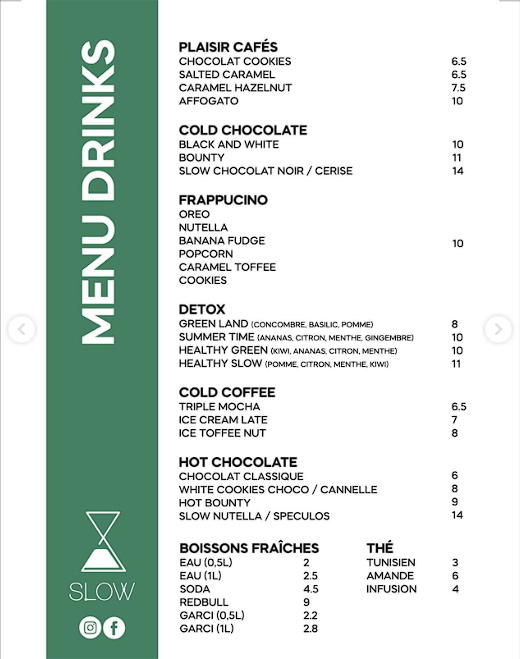 MENU DRINKS
PLAISIR CAFÉS
CHOCOLAT COOKIES 6.5
SALTED CARAMEL 6.5
CARAMEL HAZELNUT 7.5
AFFOGATO 10
COLD CHOCOLATE
BLACK AND WHITE 10
BOUNTY 11
SLOW CHOCOLAT NOIR / CERISE 14
FRAPPUCINO
OREO
NUTELLA
BANANA FUDGE 10
POPCORN
CARAMEL TOFFEE
COOKIES
DETOX
GREEN LAND (CONCOMBRE, BASILIC, POMME) 8
SUMMER TIME (ANANAS, CITRON, MENTHE, GINGEMBRE) 10
HEALTHY GREEN (KIWI, ANANAS, CITRON, MENTHE) 10
HEALTHY SLOW (POMME, CITRON, MENTHE, KIWI) 11
COLD COFFEE
TRIPLE MOCHA 6.5
ICE CREAM LATE 7
ICE TOFFEE NUT 8
HOT CHOCOLATE
CHOCOLAT CLASSIQUE 6
WHITE COOKIES CHOCO / CANNELLE 8
HOT BOUNTY 9
SLOW NUTELLA / SPECULOS 14
BOISSONS FRAÎCHES
EAU (0,5L) 2
EAU (1L) 2.5
SODA 4.5
REDBULL 9
GARCI (0,5L) 2.2
GARCI (1L) 2.8
THÉ
TUNISIEN 3
AMANDE 6
INFUSION 4
SLOW